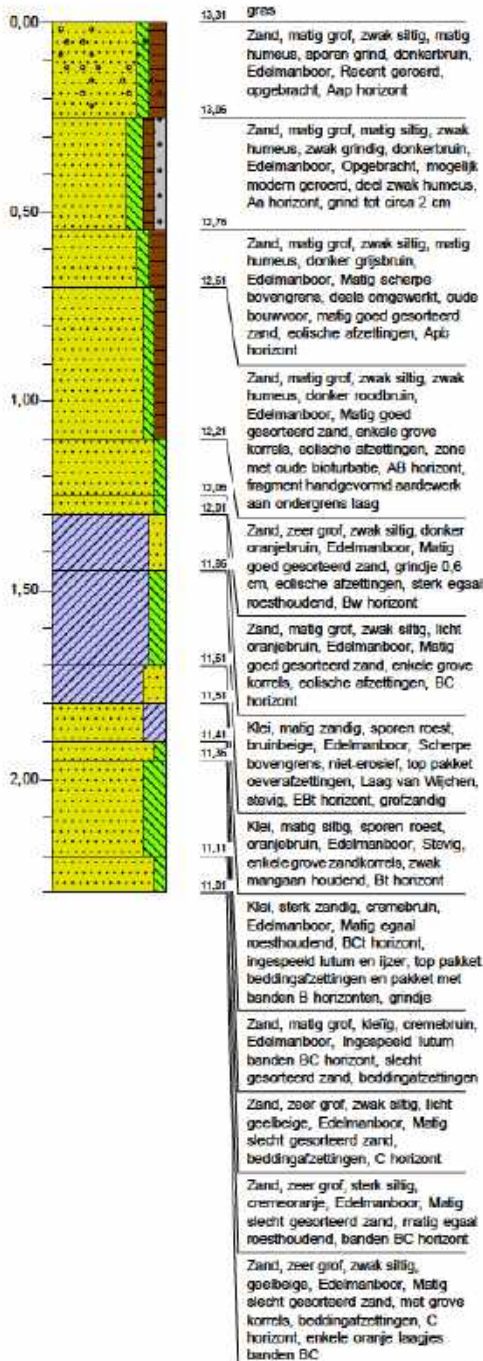 0,00
0,50
1,00
1,50
2,00
13,31
13,06
12,76
12,61
12,21
12,06
12,01
11,86
11,61
11,51
11,41
11,36
11,11
11,01
gras
Zand, matig grof, zwak siltig, matig
humeus, sporen grind, donkerbruin,
Edelmanboor, Recent geroerd,
opgebracht, Aap horizont
Zand, matig grof, matig siltig, zwak
humeus, zwak grindig, donkerbruin,
Edelmanboor, Opgebracht, mogelijk
modern geroerd, deel zwak humeus,
Aa horizont, grind tot circa 2 cm
Zand, matig grof, zwak siltig, matig
humeus, donker grijsbruin,
Edelmanboor, Matig scherpe
bovengrens, deels omgewerkt, oude
bouwvoor, matig goed gesorteerd
zand, eolische afzettingen, Apb
horizont
Zand, matig grof, zwak siltig, zwak
humeus, donker roodbruin,
Edelmanboor, Matig goed
gesorteerd zand, enkele grove
korrels, eolische afzettingen, zone
met oude bioturbatie, AB horizont,
fragment handgevormd aardewerk
aan ondergrens laag
Zand, zeer grof, zwak siltig, donker
oranjebruin, Edelmanboor, Matig
goed gesorteerd zand, grindje 0,6
cm, eolische afzettingen, sterk egaal
roesthoudend, Bw horizont
Zand, matig grof, zwak siltig, licht
oranjebruin, Edelmanboor, Matig
goed gesorteerd zand, enkele grove
korrels, eolische afzettingen, BC
horizont
Klei, matig zandig, sporen roest,
bruinbeige, Edelmanboor, Scherpe
bovengrens, niet-erosief, top pakket
oeverafzettingen, Laag van Wijchen,
stevig, EBt horizont, grofzandig
Klei, matig siltig, sporen roest,
oranjebruin, Edelmanboor, Stevig,
enkele grove zandkorrels, zwak
mangaan houdend, Bt horizont
Klei, sterk zandig, cremebruin,
Edelmanboor, Matig egaal
roesthoudend, BCt horizont,
ingespeeld lutum en ijzer, top pakket
beddingafzettingen en pakket met
banden B horizonten, grindje
Zand, matig grof, kleiïg, cremebruin,
Edelmanboor, Ingespeeld lutum
banden BC horizont, slecht
gesorteerd zand, beddingafzettingen
Zand, zeer grof, zwak siltig, licht
geelbeige, Edelmanboor, Matig
slecht gesorteerd zand,
beddingafzettingen, C horizont
Zand, zeer grof, sterk siltig,
cremeoranje, Edelmanboor, Matig
slecht gesorteerd zand, matig egaal
roesthoudend, banden BC horizont
Zand, zeer grof, zwak siltig,
geelbeige, Edelmanboor, Matig
slecht gesorteerd zand, met grove
korrels, beddingafzettingen, C
horizont, enkele oranje laagjes
banden BC